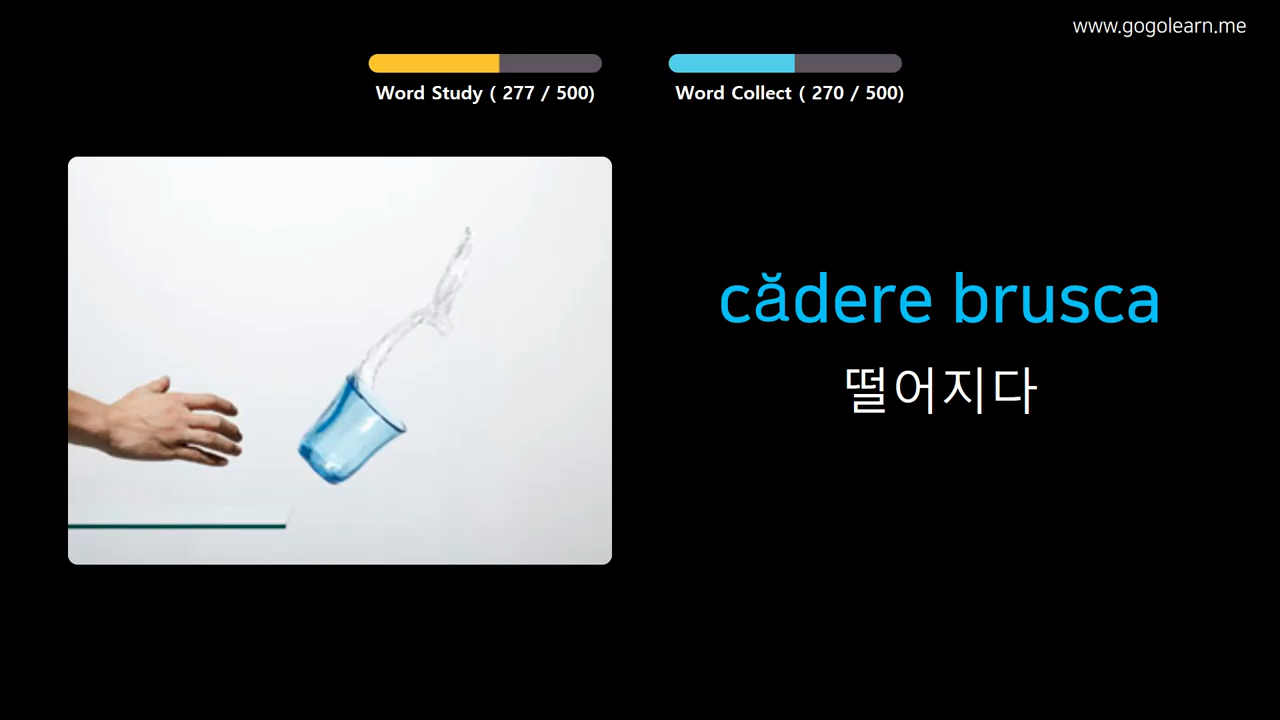 www.gogolearn.me
Word Study ( 277 / 500)
Word Collect ( 270 / 500)
cădere brusca
떨어지다